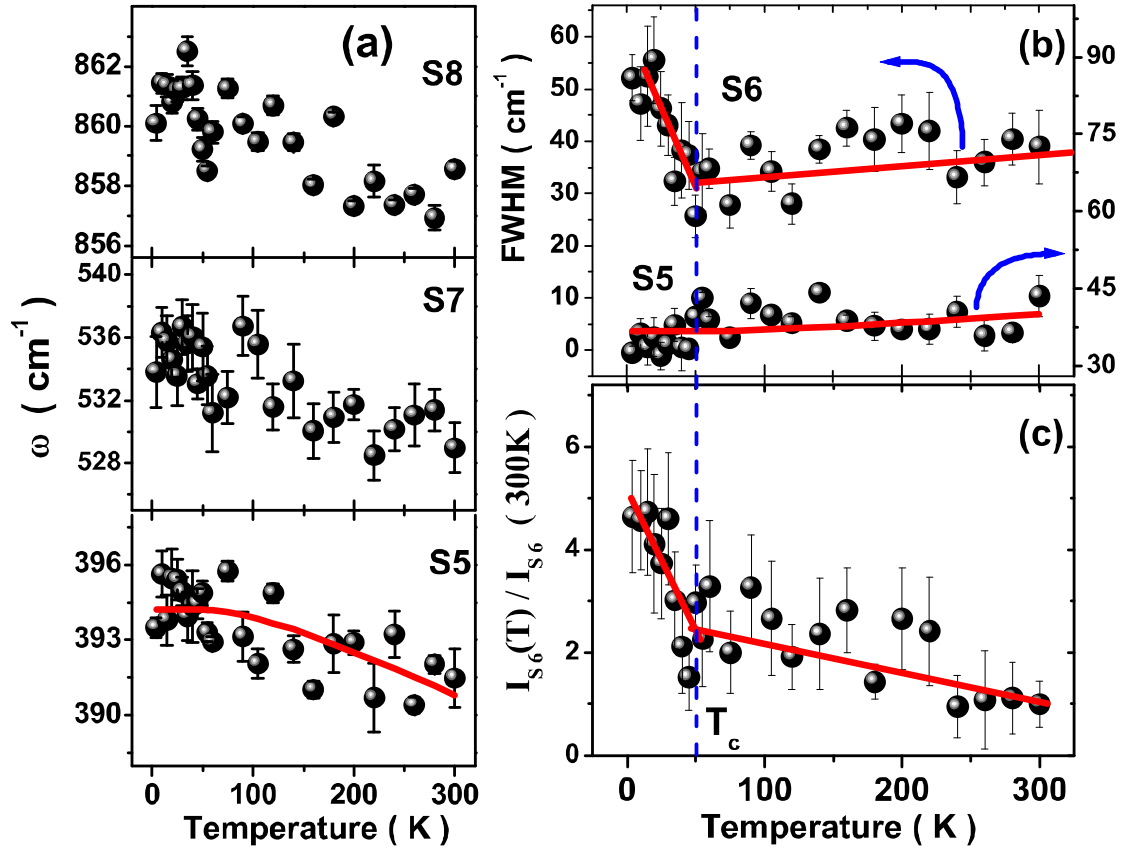 (a)
S8
862
860
858
856
S7
540
536
532
528
S5
396
393
390
ω ( cm⁻¹)
0 100 200 300
Temperature ( K )
(b)
S6
S5
60
50
40
30
20
10
0
FWHM ( cm⁻¹)
90
75
60
45
30
(c)
6
4
2
0
I_S6(T) / I_S6 ( 300K)
T_c
0 100 200 300
Temperature ( K )